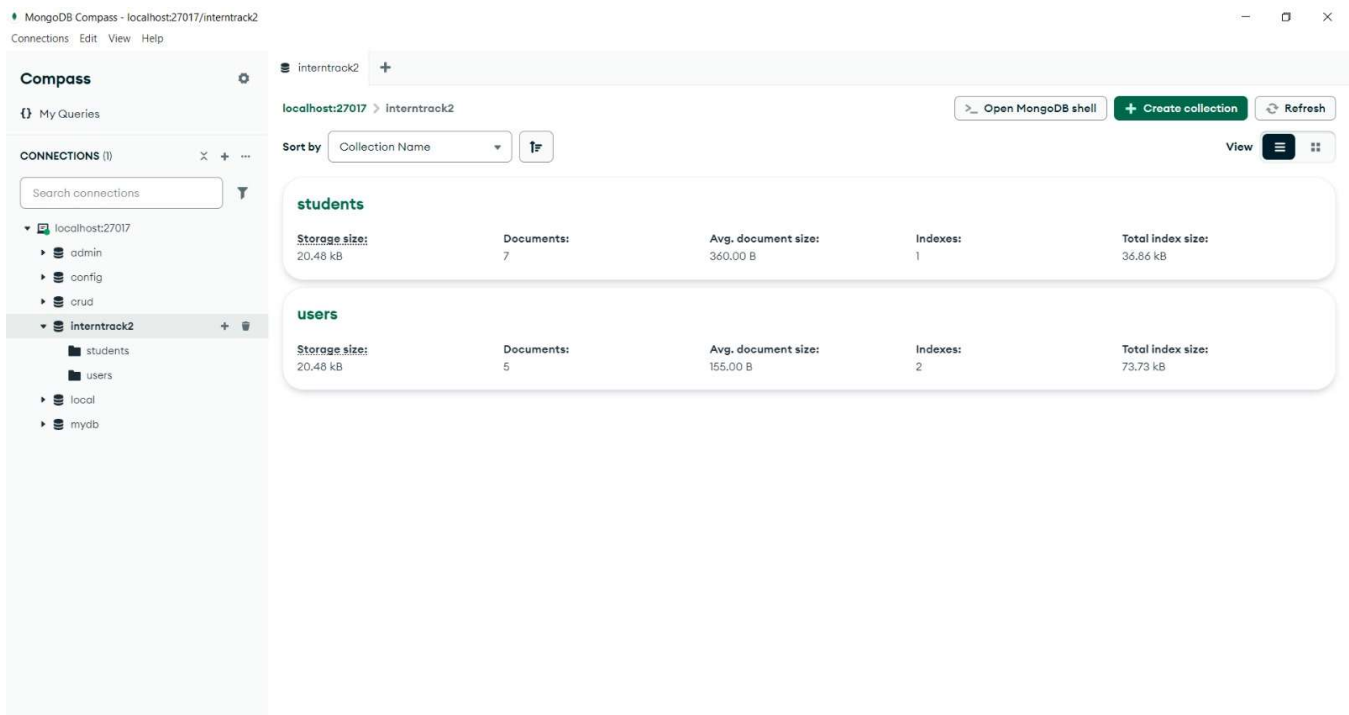 MongoDB Compass - localhost:27017/interntrack2
Connections Edit View Help
Compass
{} My Queries
CONNECTIONS (1)
Search connections
localhost:27017
admin
config
crud
interntrack2
students
users
local
mydb
interntrack2
localhost:27017 > interntrack2
>_ Open MongoDB shell
Create collection
Refresh
Sort by Collection Name
View
students
Storage size: Documents: Avg. document size: Indexes: Total index size:
20.48 kB 7 360.00 B 1 36.86 kB
users
Storage size: Documents: Avg. document size: Indexes: Total index size:
20.48 kB 5 155.00 B 2 73.73 kB